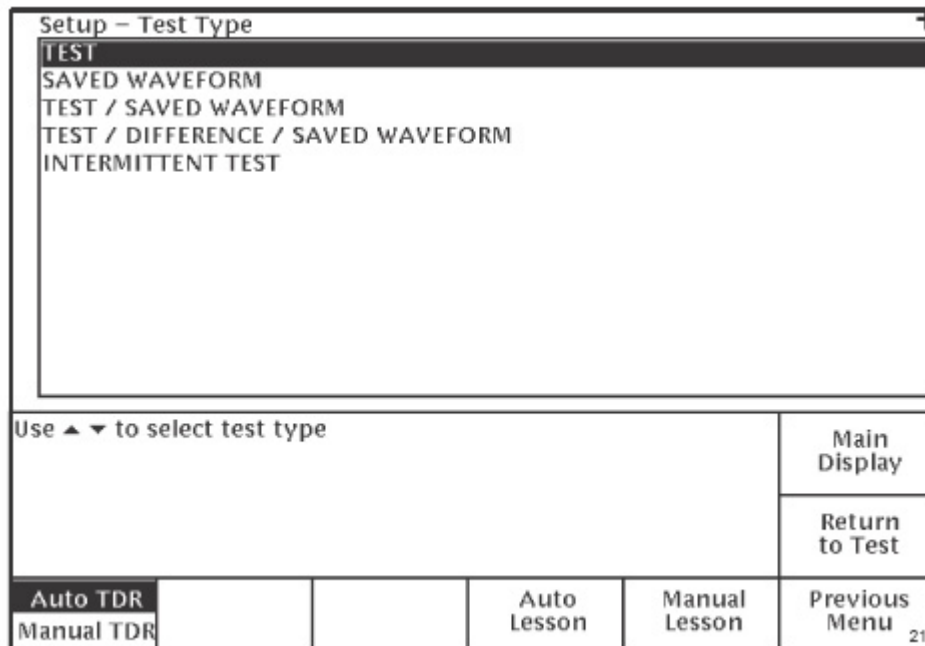 Setup – Test Type
TEST
SAVED WAVEFORM
TEST / SAVED WAVEFORM
TEST / DIFFERENCE / SAVED WAVEFORM
INTERMITTENT TEST
Use ▲ ▼ to select test type
Main
Display
Return
to Test
Auto TDR
Manual TDR
Auto
Lesson
Manual
Lesson
Previous
Menu
21